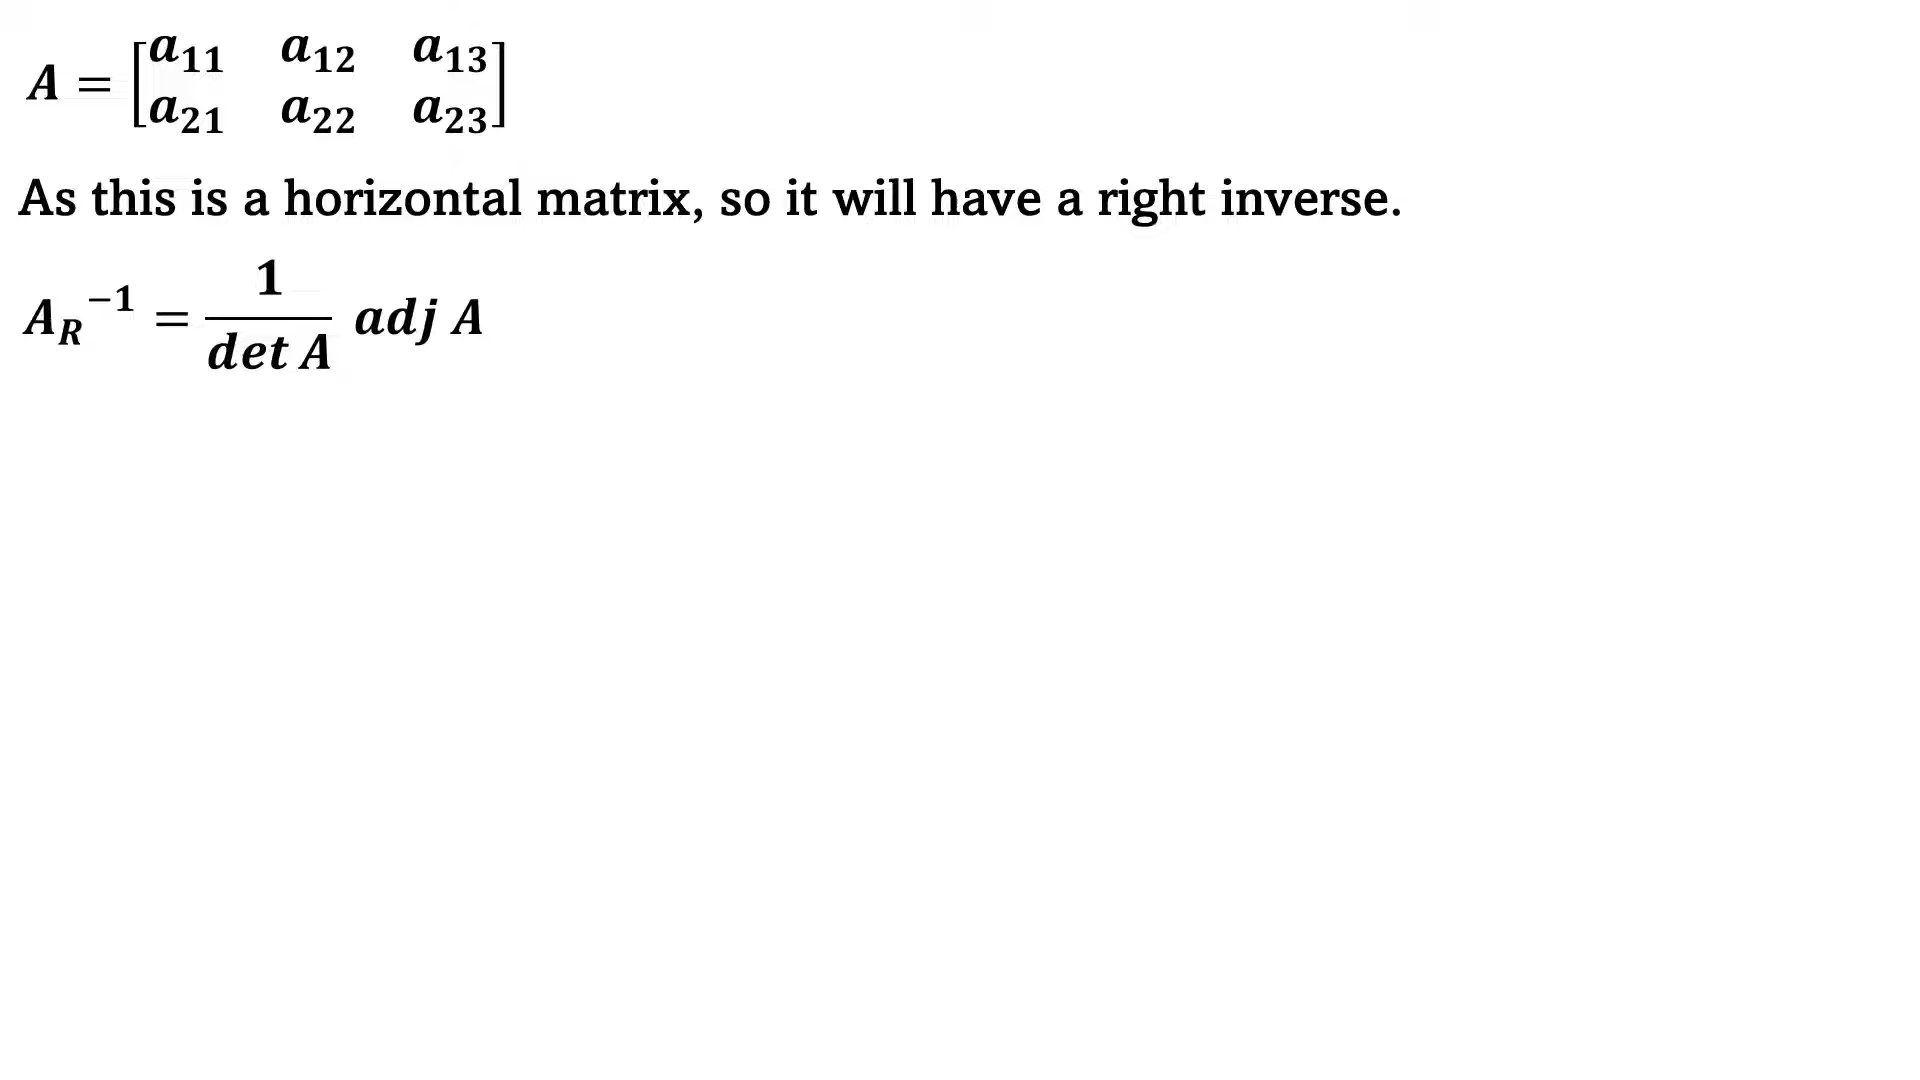 A = [a₁₁ a₁₂ a₁₃
a₂₁ a₂₂ a₂₃]
As this is a horizontal matrix, so it will have a right inverse.
A_R⁻¹ = 1/det A adj A